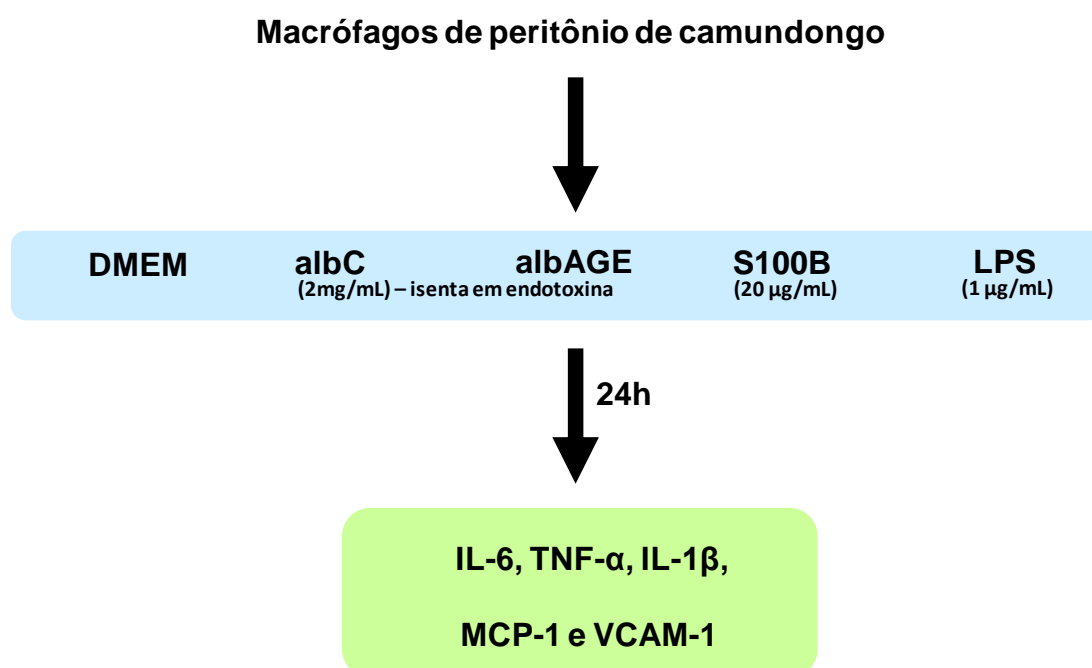 Macrófagos de peritônio de camundongo
DMEM albC albAGE S100B LPS
(2mg/mL) – isenta em endotoxina (20 µg/mL) (1 µg/mL)
24h
IL-6, TNF-α, IL-1β,
MCP-1 e VCAM-1